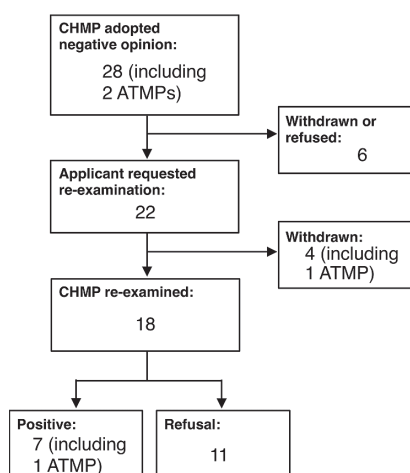 CHMP adopted
negative opinion:
28 (including
2 ATMPs)
Withdrawn or
refused:
6
Applicant requested
re-examination:
22
Withdrawn:
4 (including
1 ATMP)
CHMP re-examined:
18
Positive:
7 (including
1 ATMP)
Refusal:
11